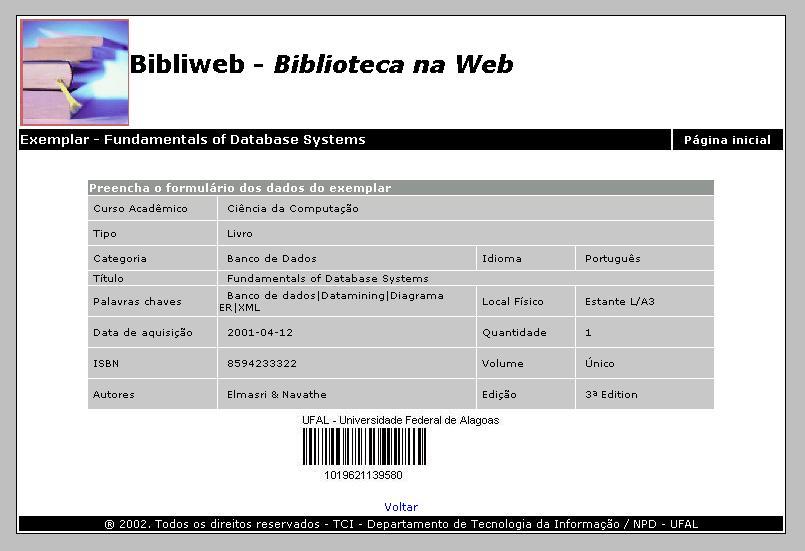 Bibliweb - Biblioteca na Web
Exemplar - Fundamentals of Database Systems Página inicial
Preencha o formulário dos dados do exemplar
Curso Acadêmico Ciência da Computação
Tipo Livro
Categoria Banco de Dados Idioma Português
Título Fundamentals of Database Systems
Palavras chaves Banco de dados|Datamining|Diagrama
ER|XML Local Físico Estante L/A3
Data de aquisição 2001-04-12 Quantidade 1
ISBN 8594233322 Volume Único
Autores Elmasri & Navathe Edição 3ª Edition
UFAL - Universidade Federal de Alagoas
1019621139580
Voltar
® 2002. Todos os direitos reservados - TCI - Departamento de Tecnologia da Informação / NPD - UFAL